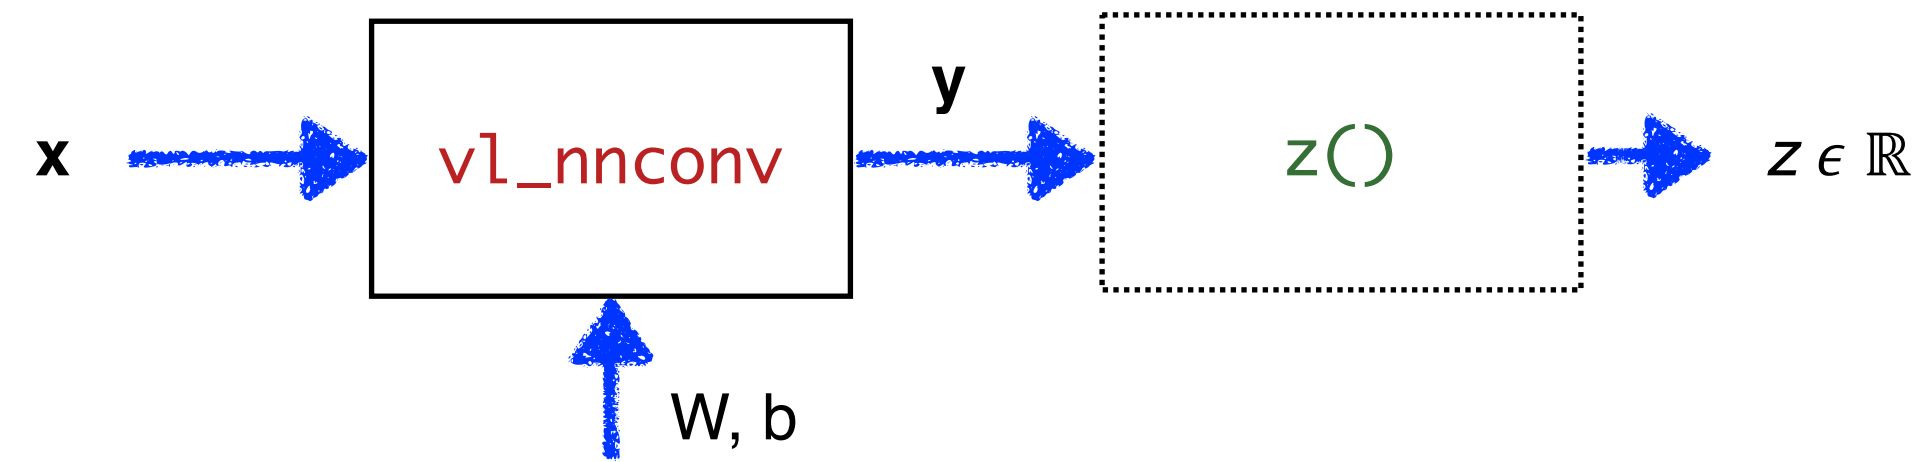 x
vl_nnconv
y
z()
z ϵ ℝ
W, b